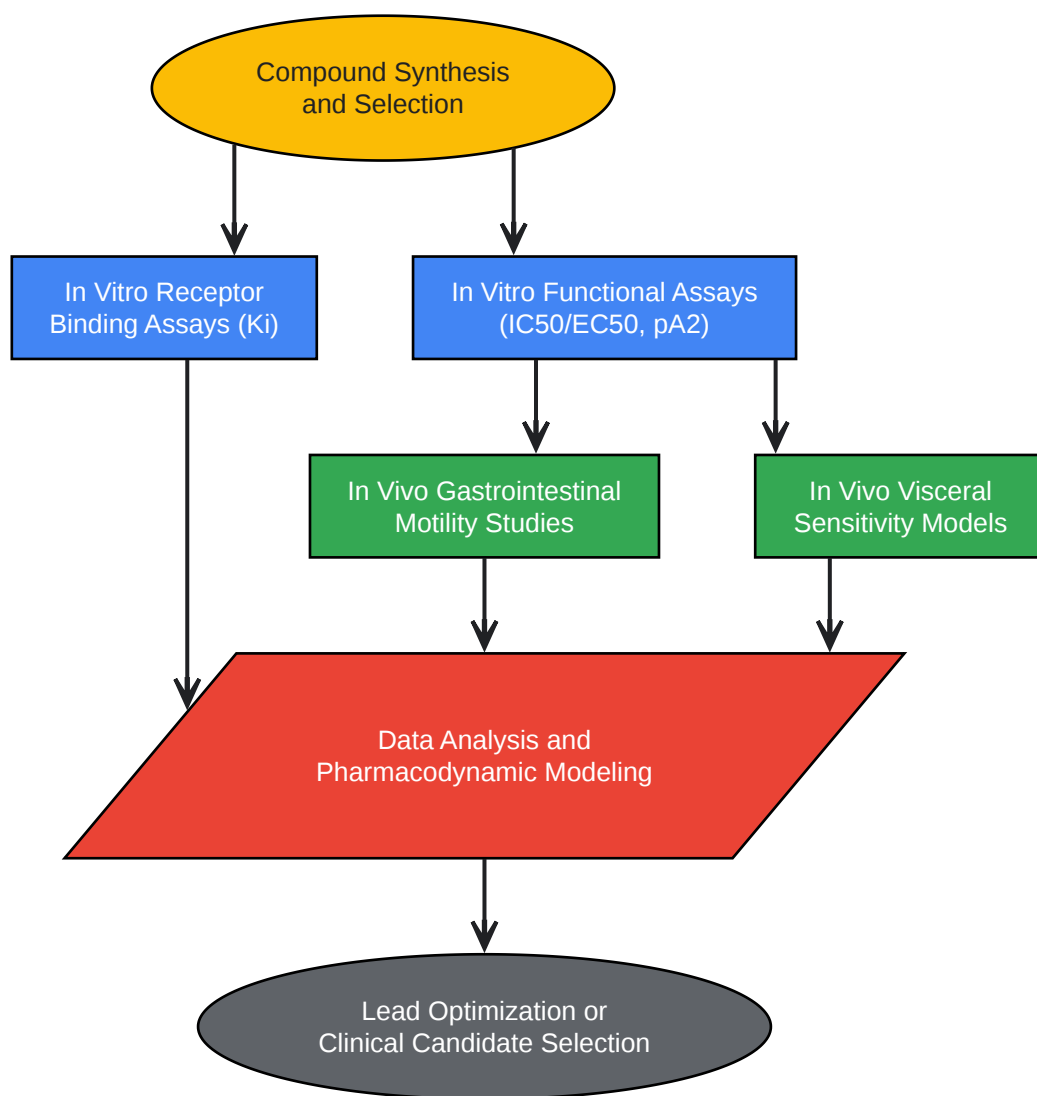 Compound Synthesis
and Selection
In Vitro Receptor
Binding Assays (Ki)
In Vitro Functional Assays
(IC50/EC50, pA2)
In Vivo Gastrointestinal
Motility Studies
In Vivo Visceral
Sensitivity Models
Data Analysis and
Pharmacodynamic Modeling
Lead Optimization or
Clinical Candidate Selection